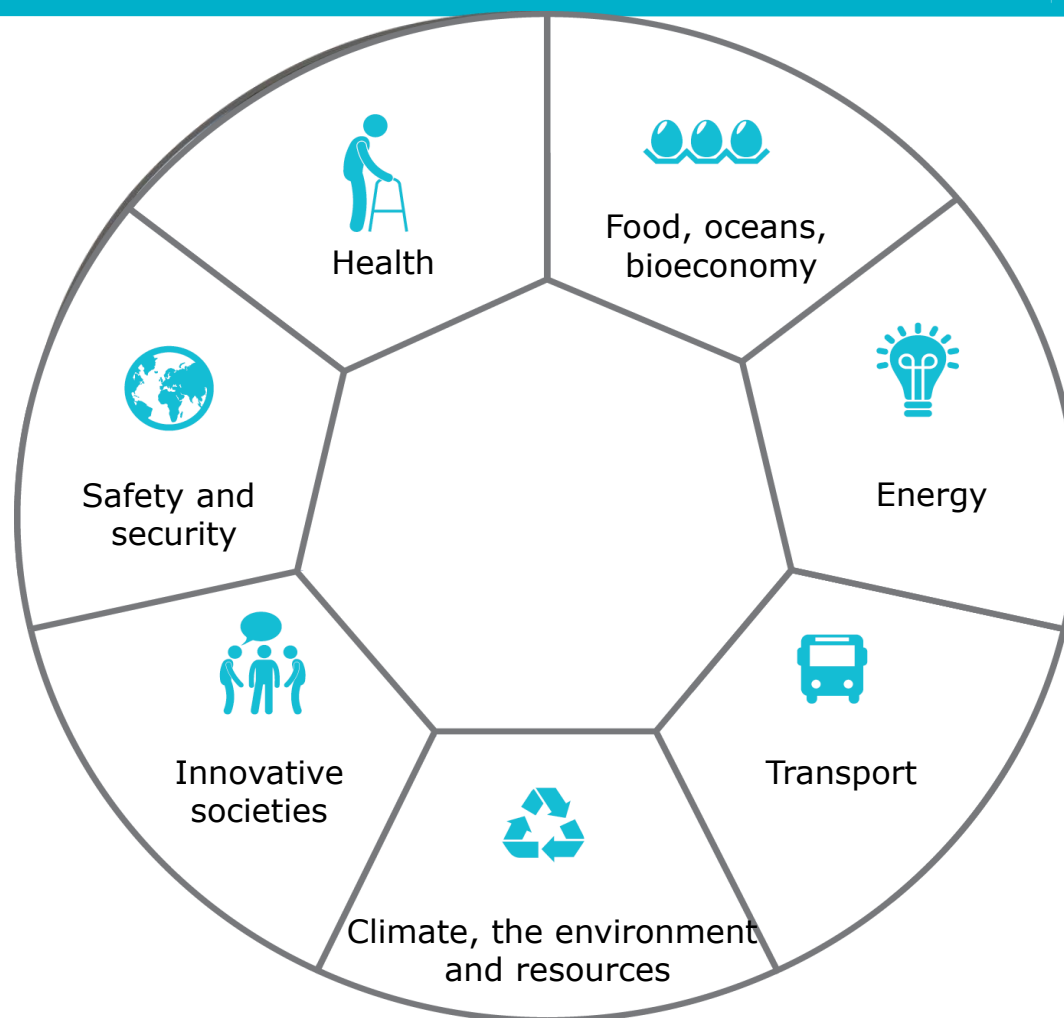 Health
Food, oceans,
bioeconomy
Energy
Safety and
security
Transport
Innovative
societies
Climate, the environment
and resources